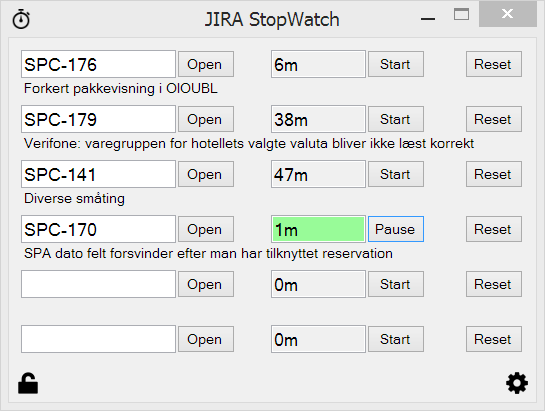 JIRA StopWatch
SPC-176 Open 6m Start Reset
Forkert pakkevisning i OIOUBL
SPC-179 Open 38m Start Reset
Verifone: varegruppen for hotellets valgte valuta bliver ikke læst korrekt
SPC-141 Open 47m Start Reset
Diverse småting
SPC-170 Open 1m Pause Reset
SPA dato felt forsvinder efter man har tilknyttet reservation
Open 0m Start Reset
Open 0m Start Reset